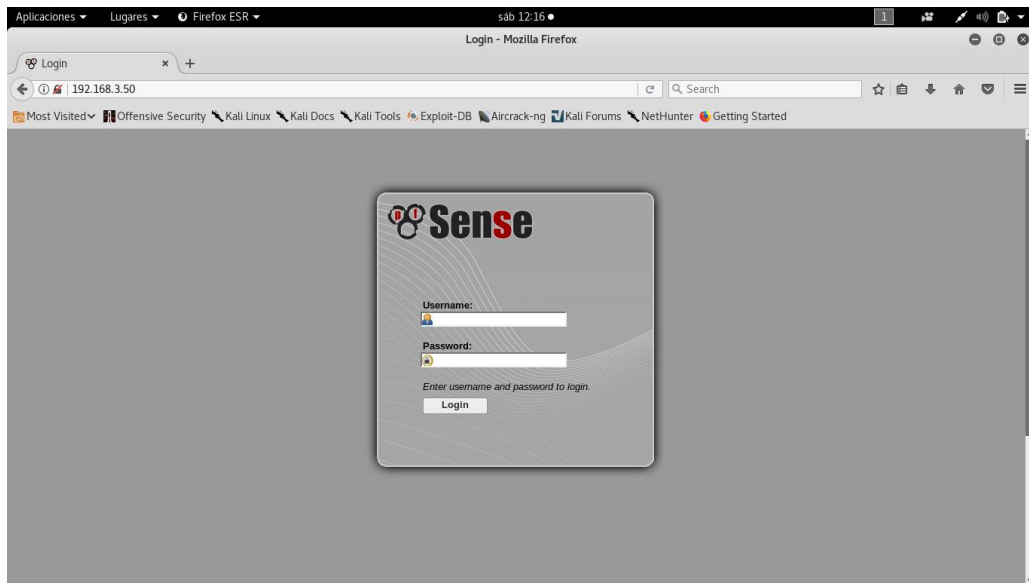 Aplicaciones Lugares Firefox ESR sáb 12:16 1
Login - Mozilla Firefox
Login
192.168.3.50 Search
Most Visited Offensive Security Kali Linux Kali Docs Kali Tools Exploit-DB Aircrack-ng Kali Forums NetHunter Getting Started
pf Sense
Username:
Password:
Enter username and password to login.
Login